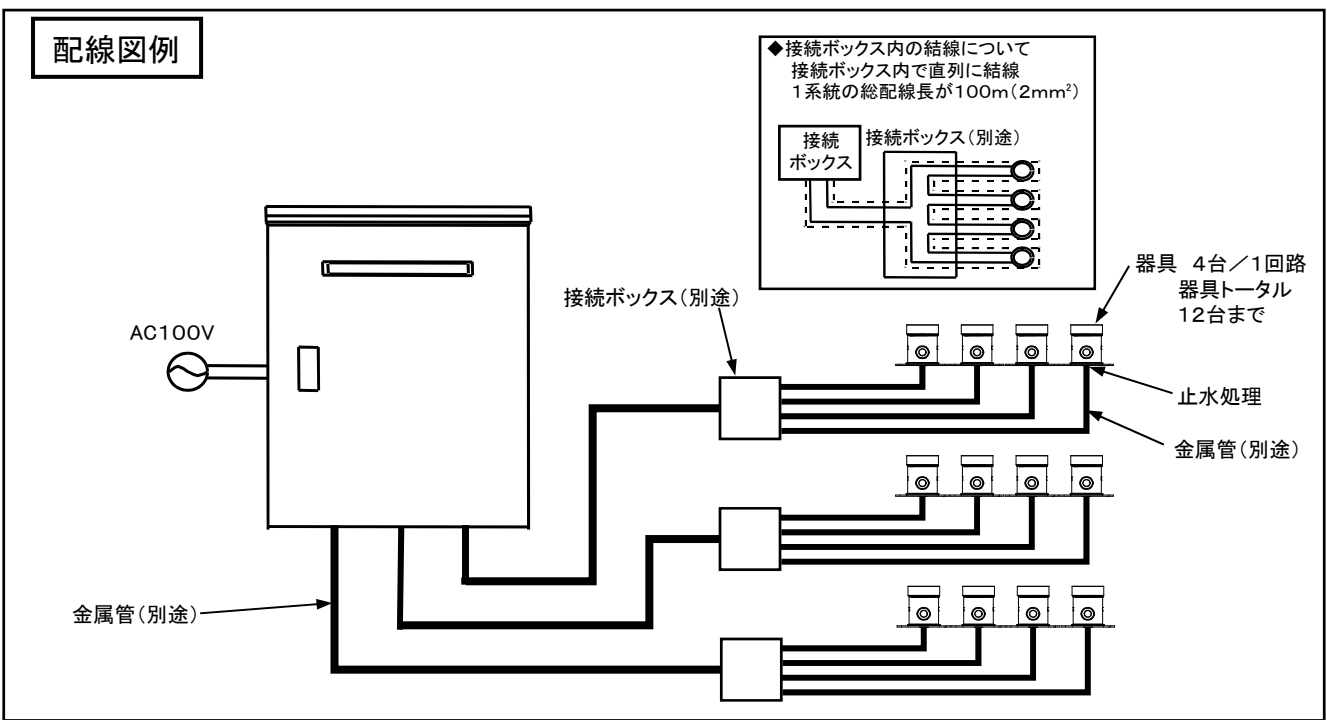 配線図例
◆接続ボックス内の結線について
接続ボックス内で直列に結線
1系統の総配線長が100m(2mm²)
接続
ボックス
接続ボックス(別途)
器具 4台/1回路
器具トータル
12台まで
接続ボックス(別途)
AC100V
止水処理
金属管(別途)
金属管(別途)